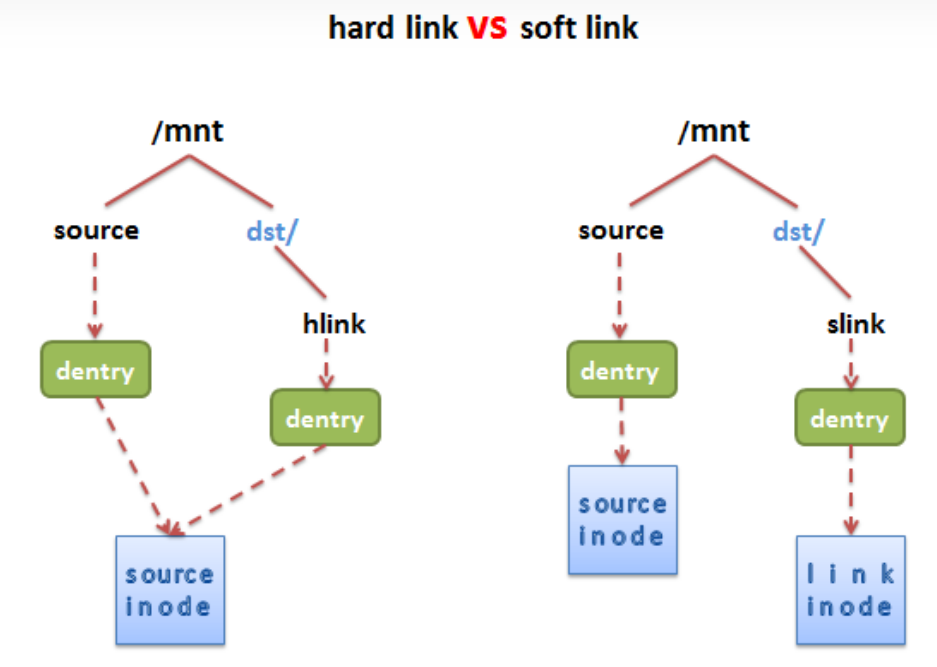 hard link VS soft link
/mnt
source
dst/
hlink
dentry
dentry
source
inode
/mnt
source
dst/
slink
dentry
dentry
source
inode
link
inode